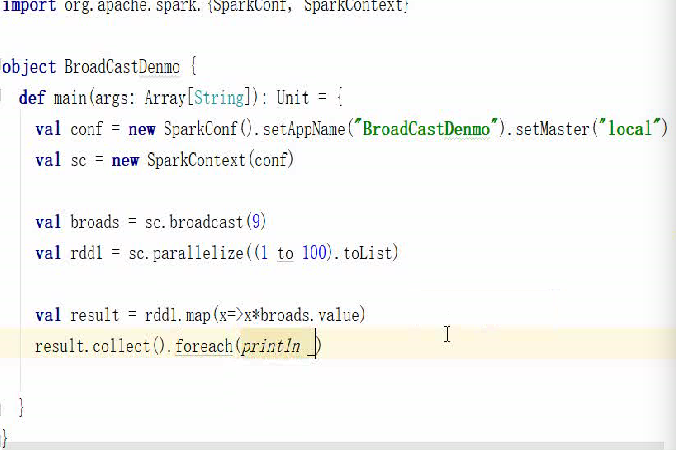 import org.apache.spark.{SparkConf, SparkContext}
object BroadCastDenmo {
def main(args: Array[String]): Unit = {
val conf = new SparkConf().setAppName("BroadCastDenmo").setMaster("local")
val sc = new SparkContext(conf)
val broads = sc.broadcast(9)
val rdd1 = sc.parallelize((1 to 100).toList)
val result = rdd1.map(x=>x*broads.value)
result.collect().foreach(println _)
}
}